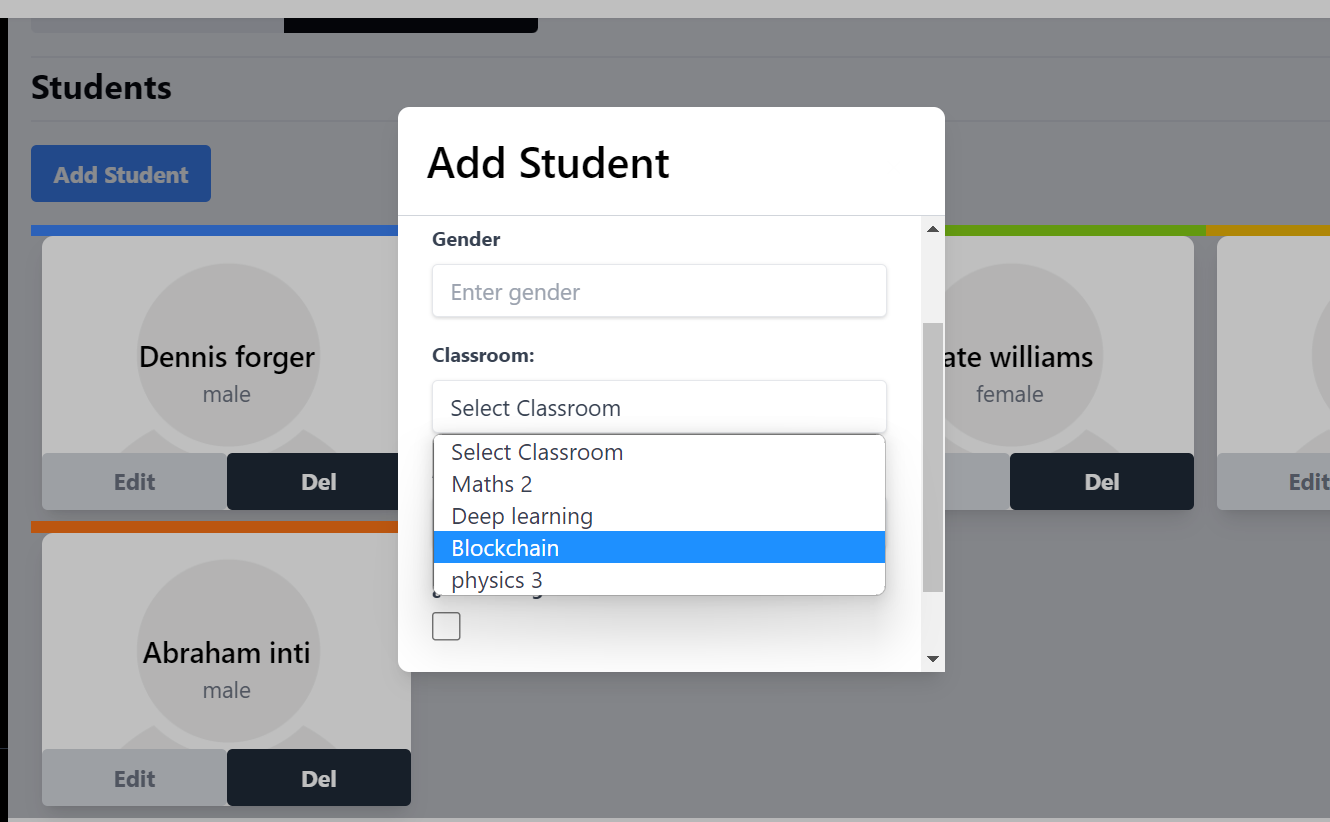 Students
Add Student
Add Student
Gender
Enter gender
Classroom:
Select Classroom
Select Classroom
Maths 2
Deep learning
Blockchain
physics 3
Dennis forger
male
Edit
Del
ate williams
female
Del
Edit
Abraham inti
male
Edit
Del